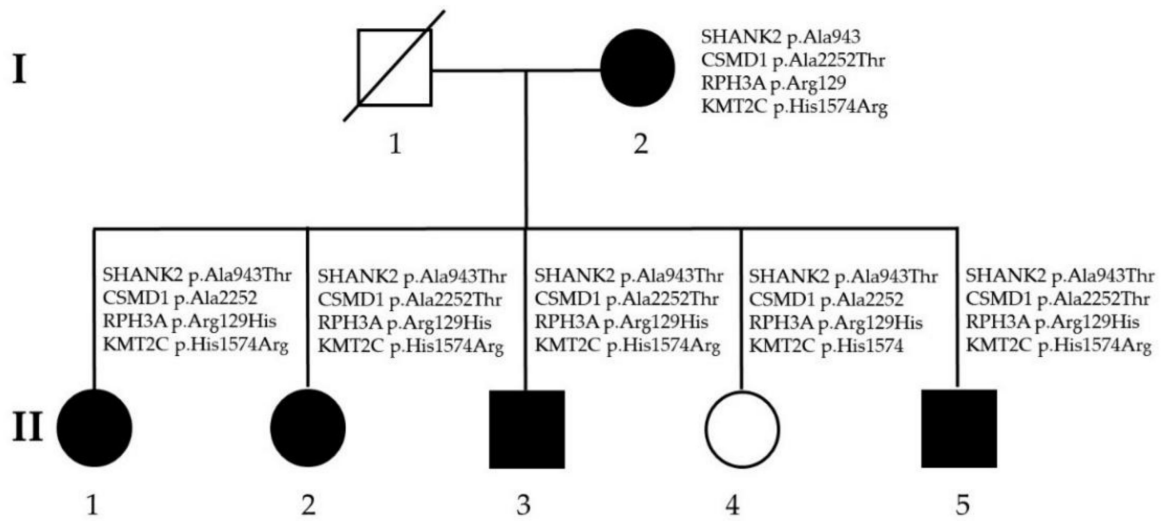 I
SHANK2 p.Ala943
CSMD1 p.Ala2252Thr
RPH3A p.Arg129
KMT2C p.His1574Arg
1
2
SHANK2 p.Ala943Thr
CSMD1 p.Ala2252
RPH3A p.Arg129His
KMT2C p.His1574Arg
SHANK2 p.Ala943Thr
CSMD1 p.Ala2252Thr
RPH3A p.Arg129His
KMT2C p.His1574Arg
SHANK2 p.Ala943Thr
CSMD1 p.Ala2252Thr
RPH3A p.Arg129His
KMT2C p.His1574Arg
SHANK2 p.Ala943Thr
CSMD1 p.Ala2252
RPH3A p.Arg129His
KMT2C p.His1574
SHANK2 p.Ala943Thr
CSMD1 p.Ala2252Thr
RPH3A p.Arg129His
KMT2C p.His1574Arg
II
1
2
3
4
5